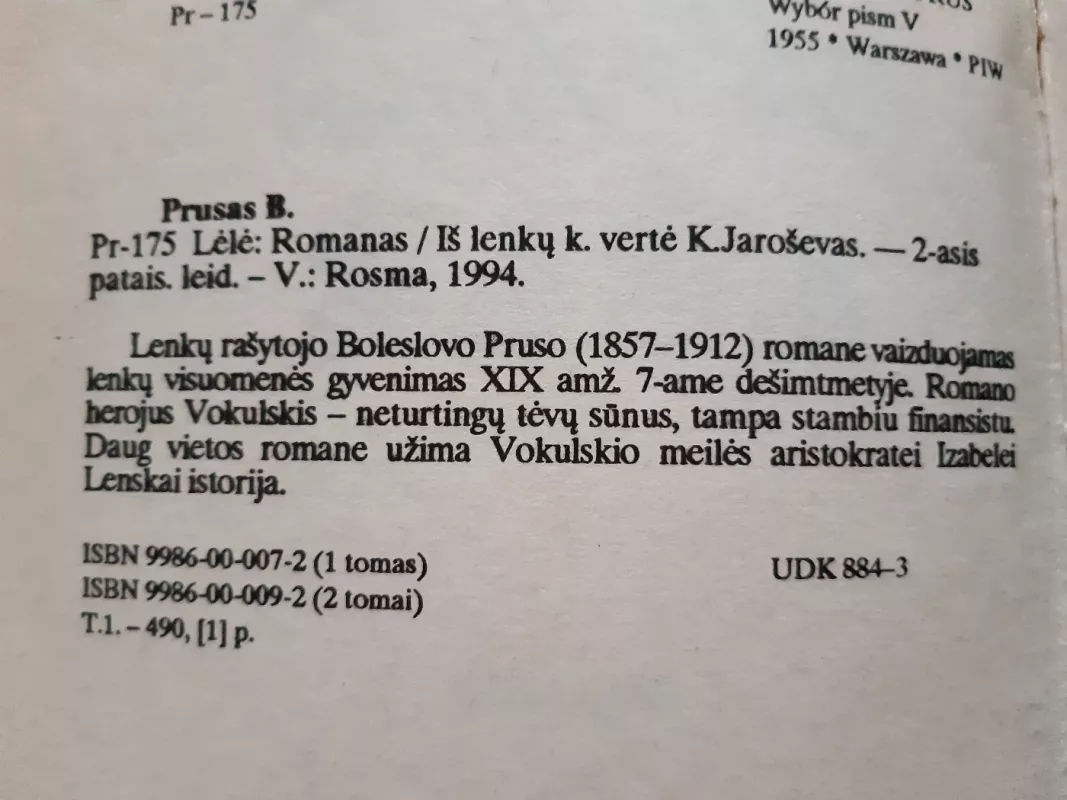 Pr – 175
Wybór pism V
1955 * Warszawa * PIW
Prusas B.
Pr-175 Lėlė: Romanas / Iš lenkų k. vertė K.Jaroševas. — 2-asis
patais. leid. – V.: Rosma, 1994.
Lenkų rašytojo Boleslovo Pruso (1857–1912) romane vaizduojamas
lenkų visuomenės gyvenimas XIX amž. 7-ame dešimtmetyje. Romano
herojus Vokulskis – neturtingų tėvų sūnus, tampa stambiu finansistu.
Daug vietos romane užima Vokulskio meilės aristokratei Izabelei
Lenskai istorija.
ISBN 9986-00-007-2 (1 tomas)
UDK 884–3
ISBN 9986-00-009-2 (2 tomai)
T.1. – 490, [1] p.